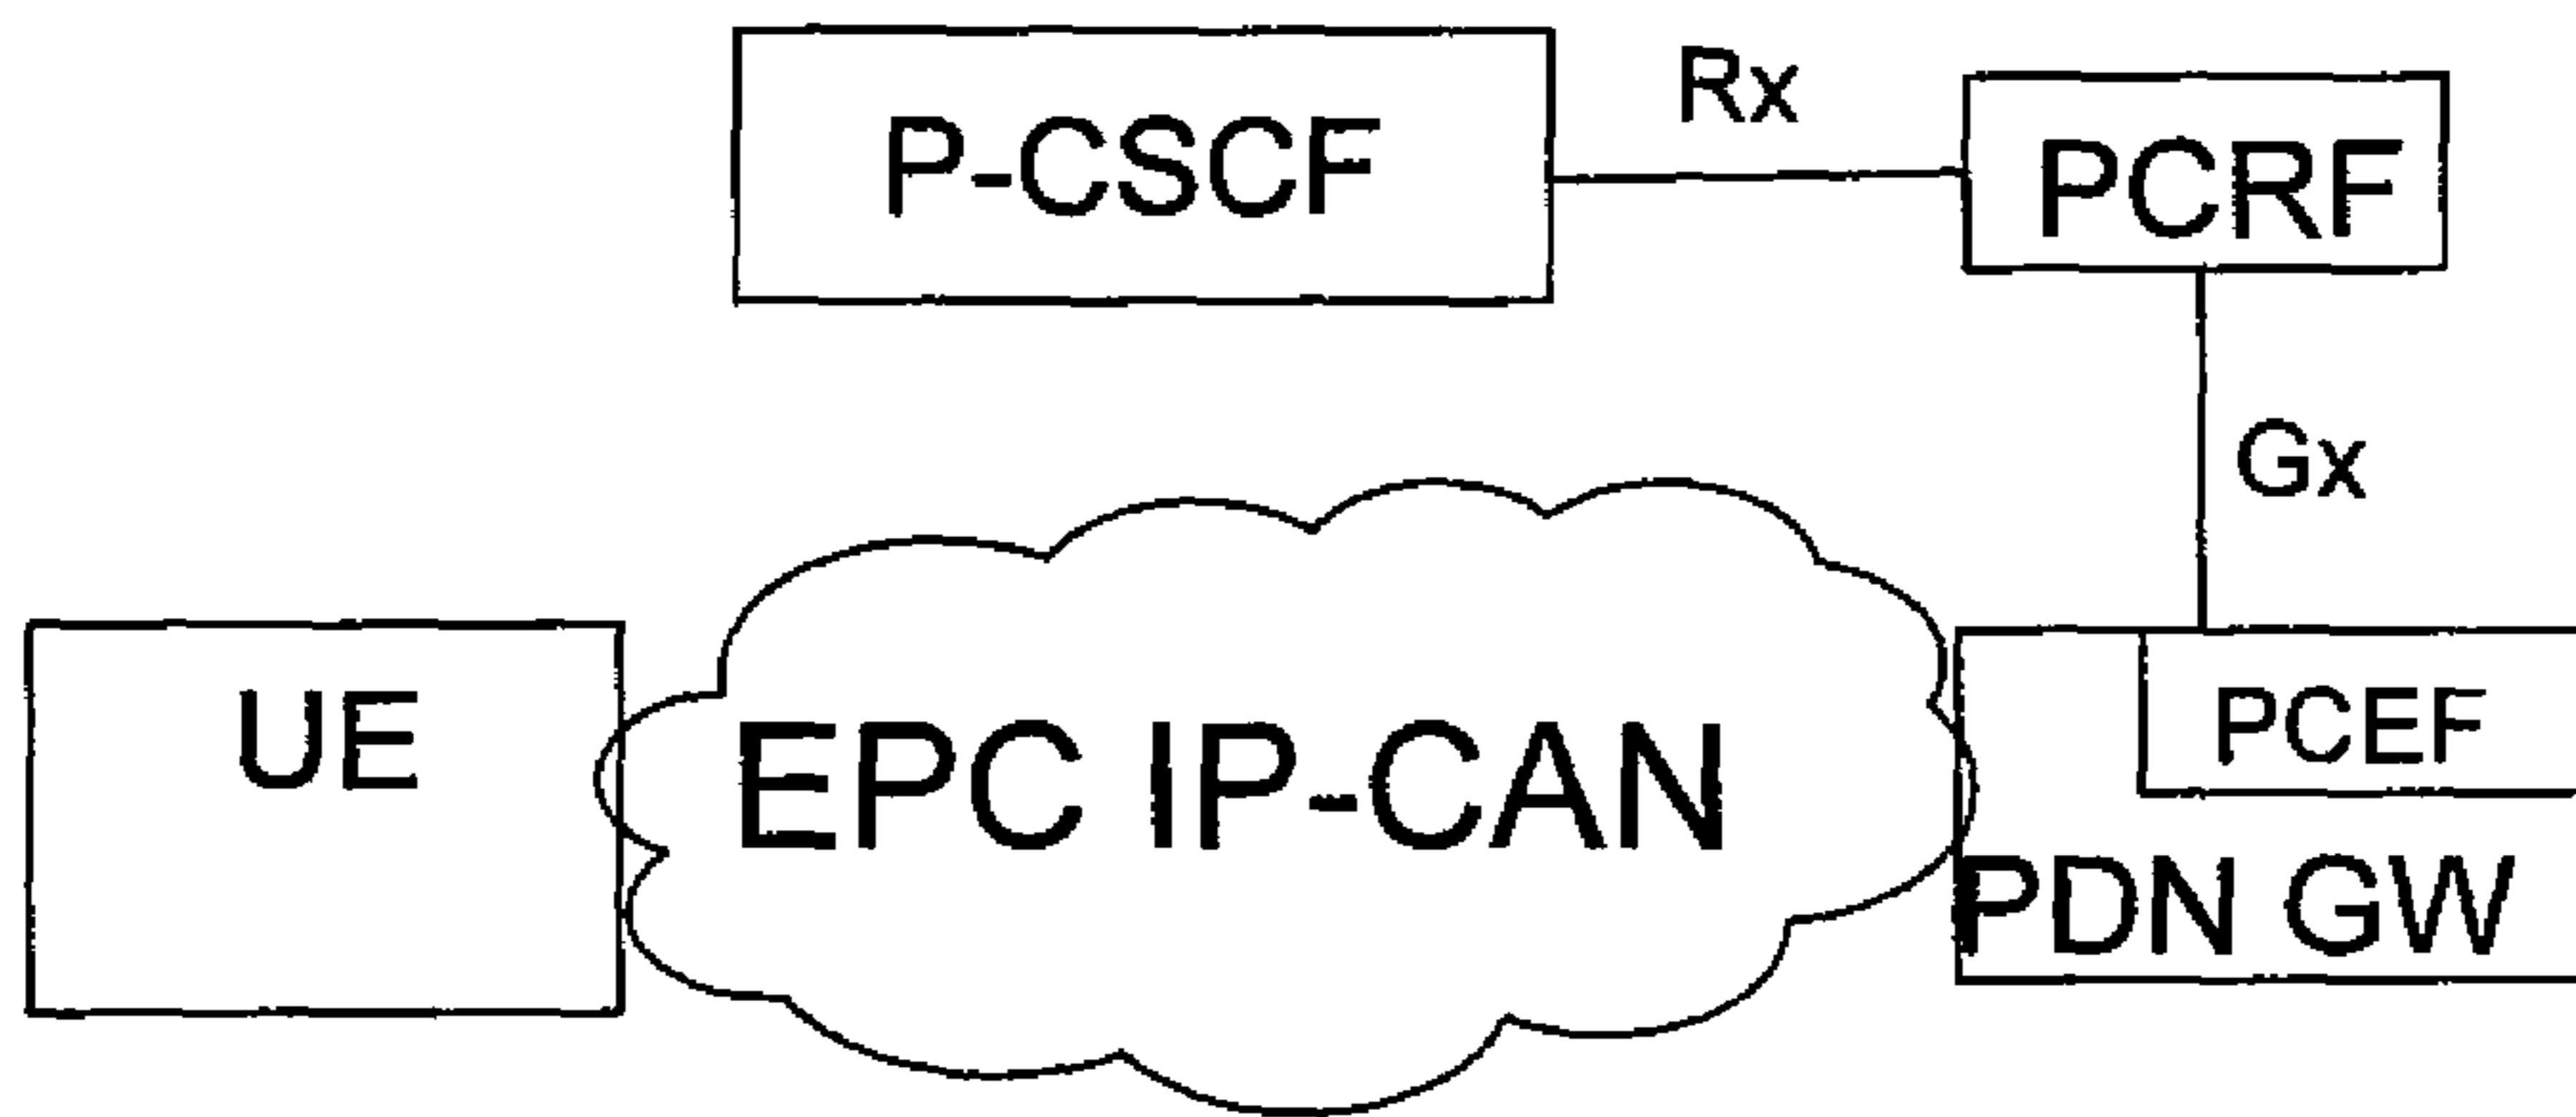 P-CSCF
Rx
PCRF
Gx
UE
EPC IP-CAN
PCEF
PDN GW